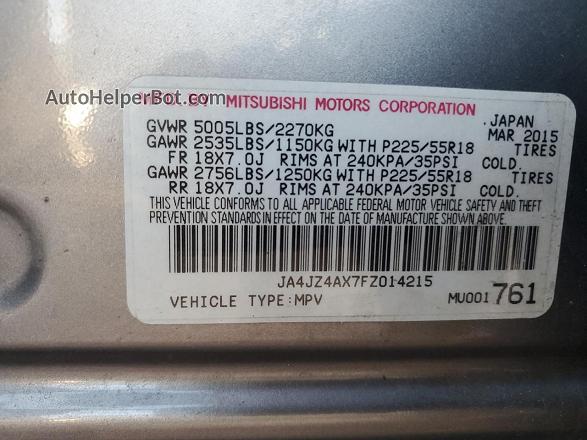 AutoHelperBot.com
MITSUBISHI MOTORS CORPORATION
GVWR 5005LBS/2270KG JAPAN
MAR 2015
GAWR 2535LBS/1150KG WITH P225/55R18 TIRES
FR 18X7.0J RIMS AT 240KPA/35PSI COLD.
GAWR 2756LBS/1250KG WITH P225/55R18 TIRES
RR 18X7.0J RIMS AT 240KPA/35PSI COLD.
THIS VEHICLE CONFORMS TO ALL APPLICABLE FEDERAL MOTOR VEHICLE SAFETY AND THEFT
PREVENTION STANDARDS IN EFFECT ON THE DATE OF MANUFACTURE SHOWN ABOVE.
JA4JZ4AX7FZ014215
VEHICLE TYPE:MPV MU001 761